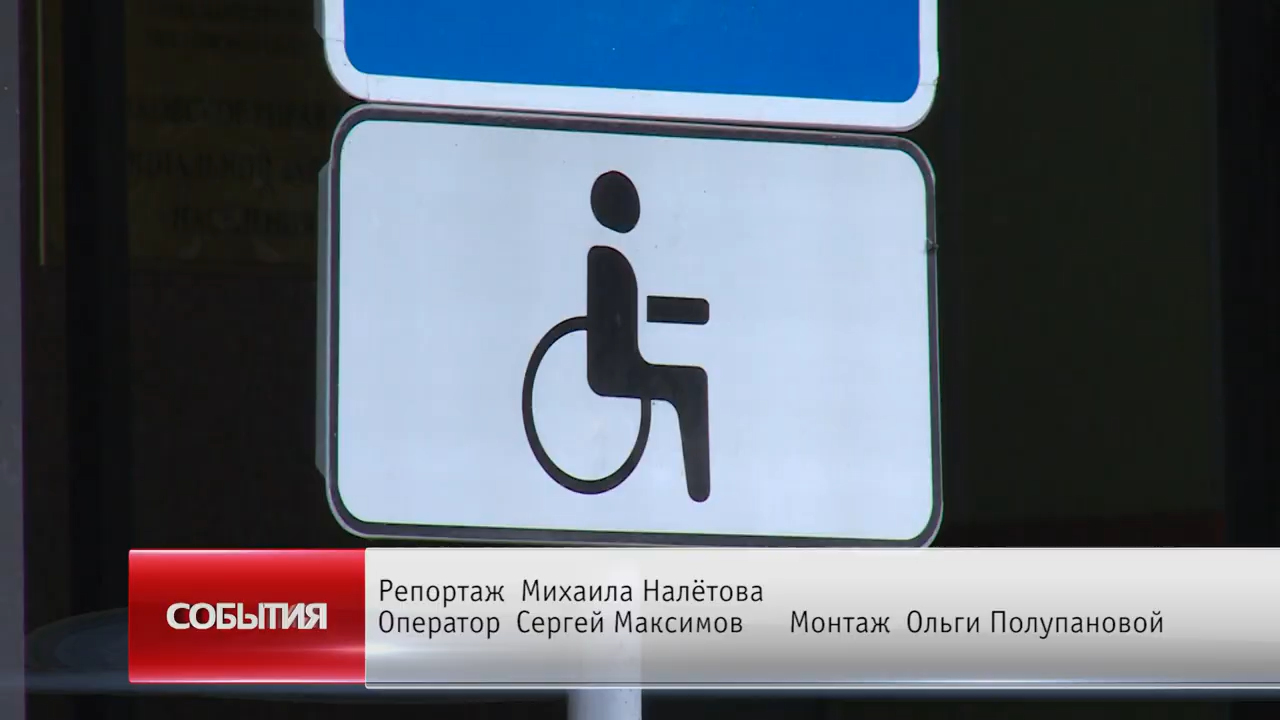 СОБЫТИЯ
Репортаж Михаила Налётова
Оператор Сергей Максимов Монтаж Ольги Полупановой